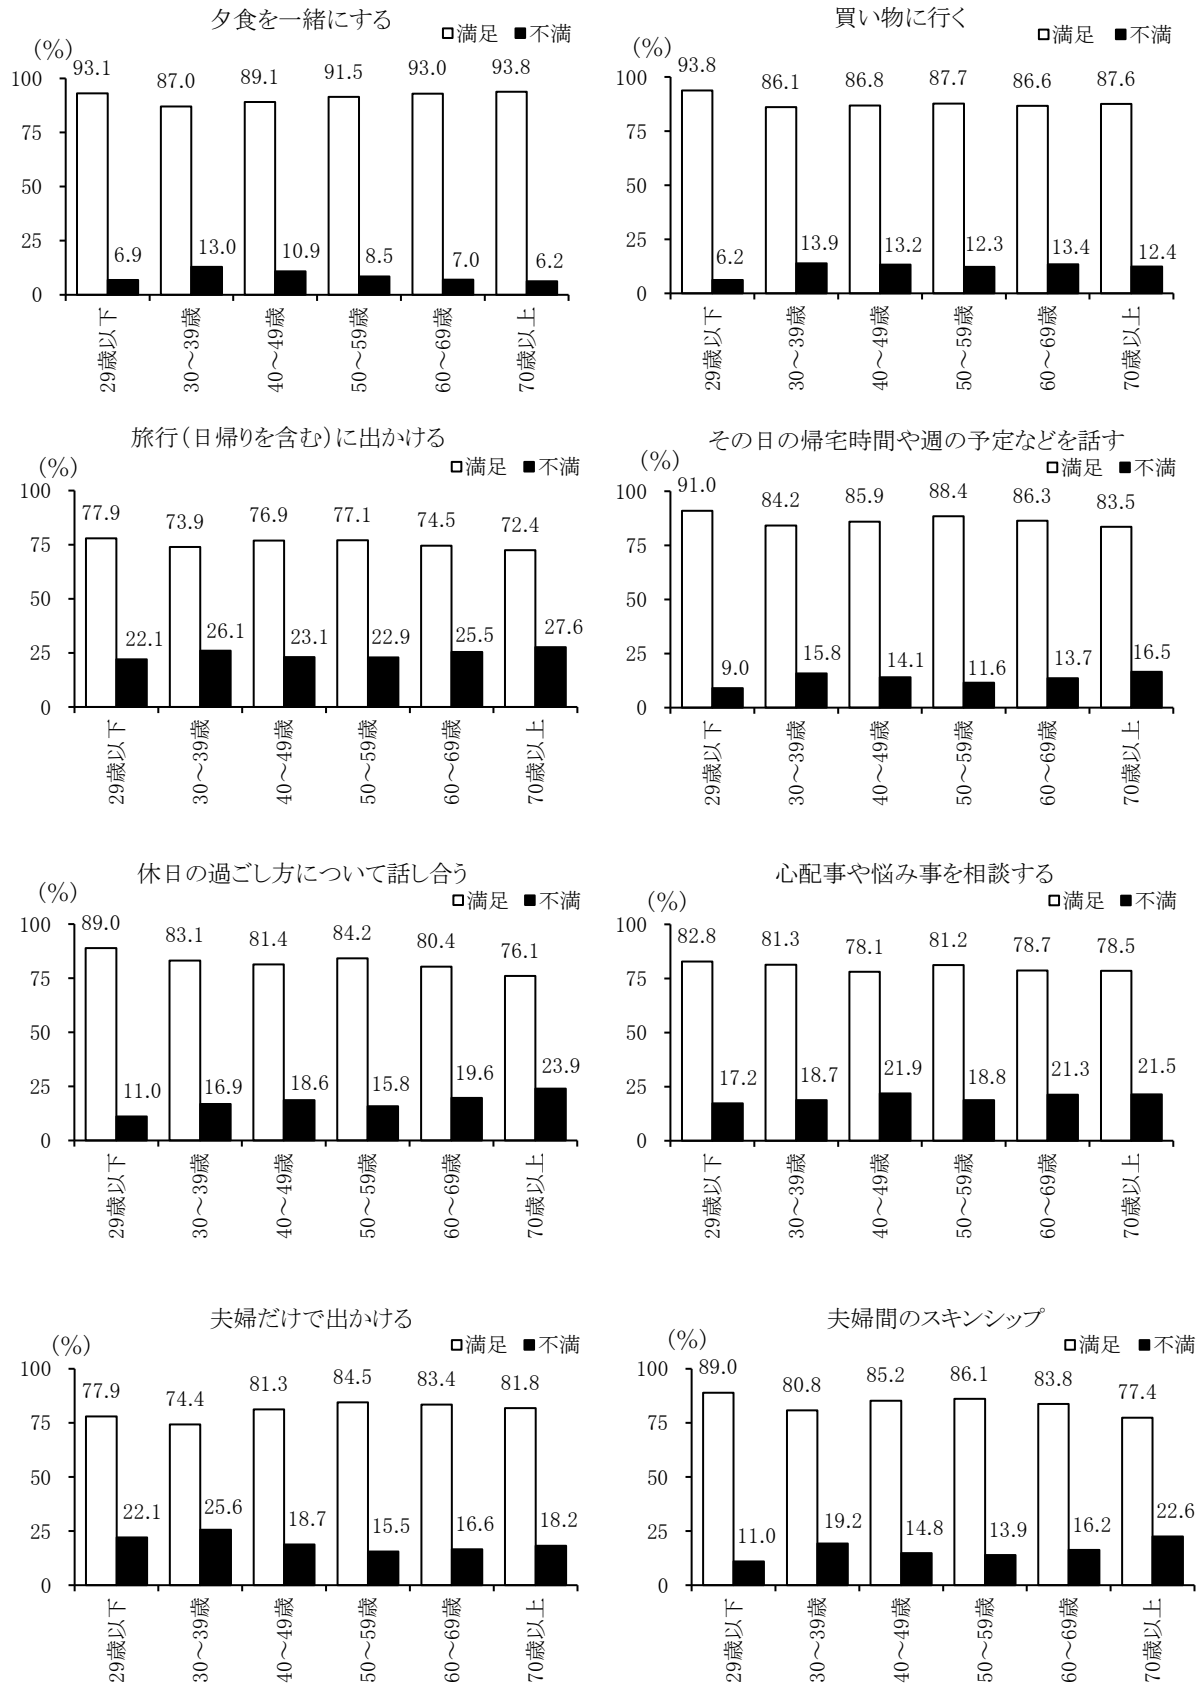 夕食を一緒にする
(%)
□満足 ■不満
100
75
50
25
0
93.1 87.0 89.1 91.5 93.0 93.8
6.9 13.0 10.9 8.5 7.0 6.2
29歳以下 30～39歳 40～49歳 50～59歳 60～69歳 70歳以上
買い物に行く
(%)
□満足 ■不満
100
75
50
25
0
93.8 86.1 86.8 87.7 86.6 87.6
6.2 13.9 13.2 12.3 13.4 12.4
29歳以下 30～39歳 40～49歳 50～59歳 60～69歳 70歳以上
旅行(日帰りを含む)に出かける
(%)
□満足 ■不満
100
75
50
25
0
77.9 73.9 76.9 77.1 74.5 72.4
22.1 26.1 23.1 22.9 25.5 27.6
29歳以下 30～39歳 40～49歳 50～59歳 60～69歳 70歳以上
その日の帰宅時間や週の予定などを話す
(%)
□満足 ■不満
100
75
50
25
0
91.0 84.2 85.9 88.4 86.3 83.5
9.0 15.8 14.1 11.6 13.7 16.5
29歳以下 30～39歳 40～49歳 50～59歳 60～69歳 70歳以上
休日の過ごし方について話し合う
(%)
□満足 ■不満
100
75
50
25
0
89.0 83.1 81.4 84.2 80.4 76.1
11.0 16.9 18.6 15.8 19.6 23.9
29歳以下 30～39歳 40～49歳 50～59歳 60～69歳 70歳以上
心配事や悩み事を相談する
(%)
□満足 ■不満
100
75
50
25
0
82.8 81.3 78.1 81.2 78.7 78.5
17.2 18.7 21.9 18.8 21.3 21.5
29歳以下 30～39歳 40～49歳 50～59歳 60～69歳 70歳以上
夫婦だけで出かける
(%)
□満足 ■不満
100
75
50
25
0
77.9 74.4 81.3 84.5 83.4 81.8
22.1 25.6 18.7 15.5 16.6 18.2
29歳以下 30～39歳 40～49歳 50～59歳 60～69歳 70歳以上
夫婦間のスキンシップ
(%)
□満足 ■不満
100
75
50
25
0
89.0 80.8 85.2 86.1 83.8 77.4
11.0 19.2 14.8 13.9 16.2 22.6
29歳以下 30～39歳 40～49歳 50～59歳 60～69歳 70歳以上